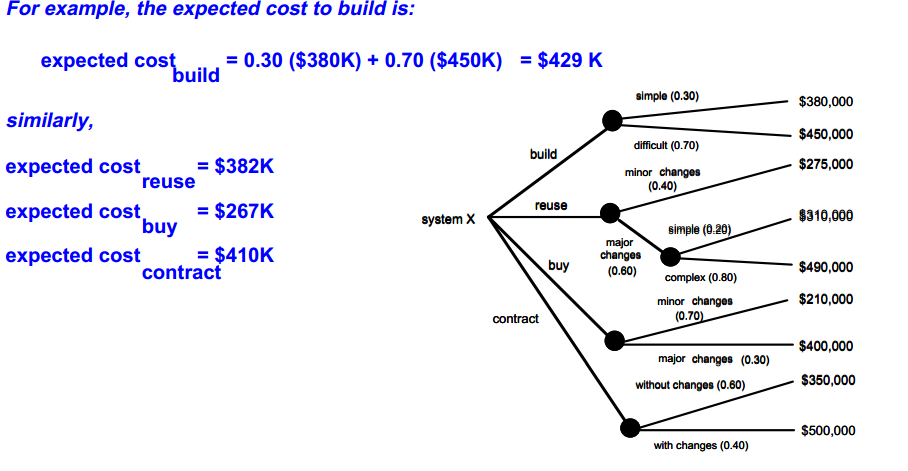 For example, the expected cost to build is:
expected cost build = 0.30 ($380K) + 0.70 ($450K) = $429 K
similarly,
expected cost reuse = $382K
expected cost buy = $267K
expected cost contract = $410K
system X
build
simple (0.30)
$380,000
difficult (0.70)
$450,000
reuse
minor changes
(0.40)
$275,000
major
changes
(0.60)
simple (0.20)
$310,000
complex (0.80)
$490,000
buy
minor changes
(0.70)
$210,000
major changes (0.30)
$400,000
contract
without changes (0.60)
$350,000
with changes (0.40)
$500,000